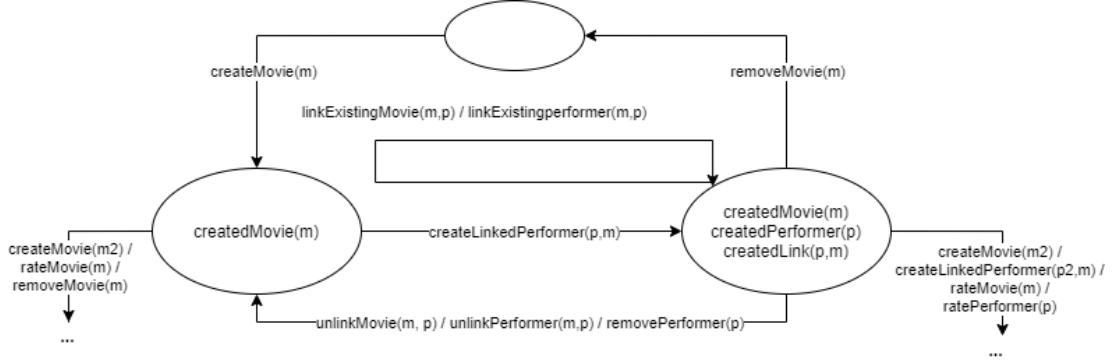 createMovie(m)
removeMovie(m)
linkExistingMovie(m,p) / linkExistingperformer(m,p)
createdMovie(m)
createLinkedPerformer(p,m)
createdMovie(m)
createdPerformer(p)
createdLink(p,m)
createMovie(m2) /
rateMovie(m) /
removeMovie(m)
...
createMovie(m2) /
createLinkedPerformer(p2,m) /
rateMovie(m) /
ratePerformer(p)
...
unlinkMovie(m, p) / unlinkPerformer(m,p) / removePerformer(p)